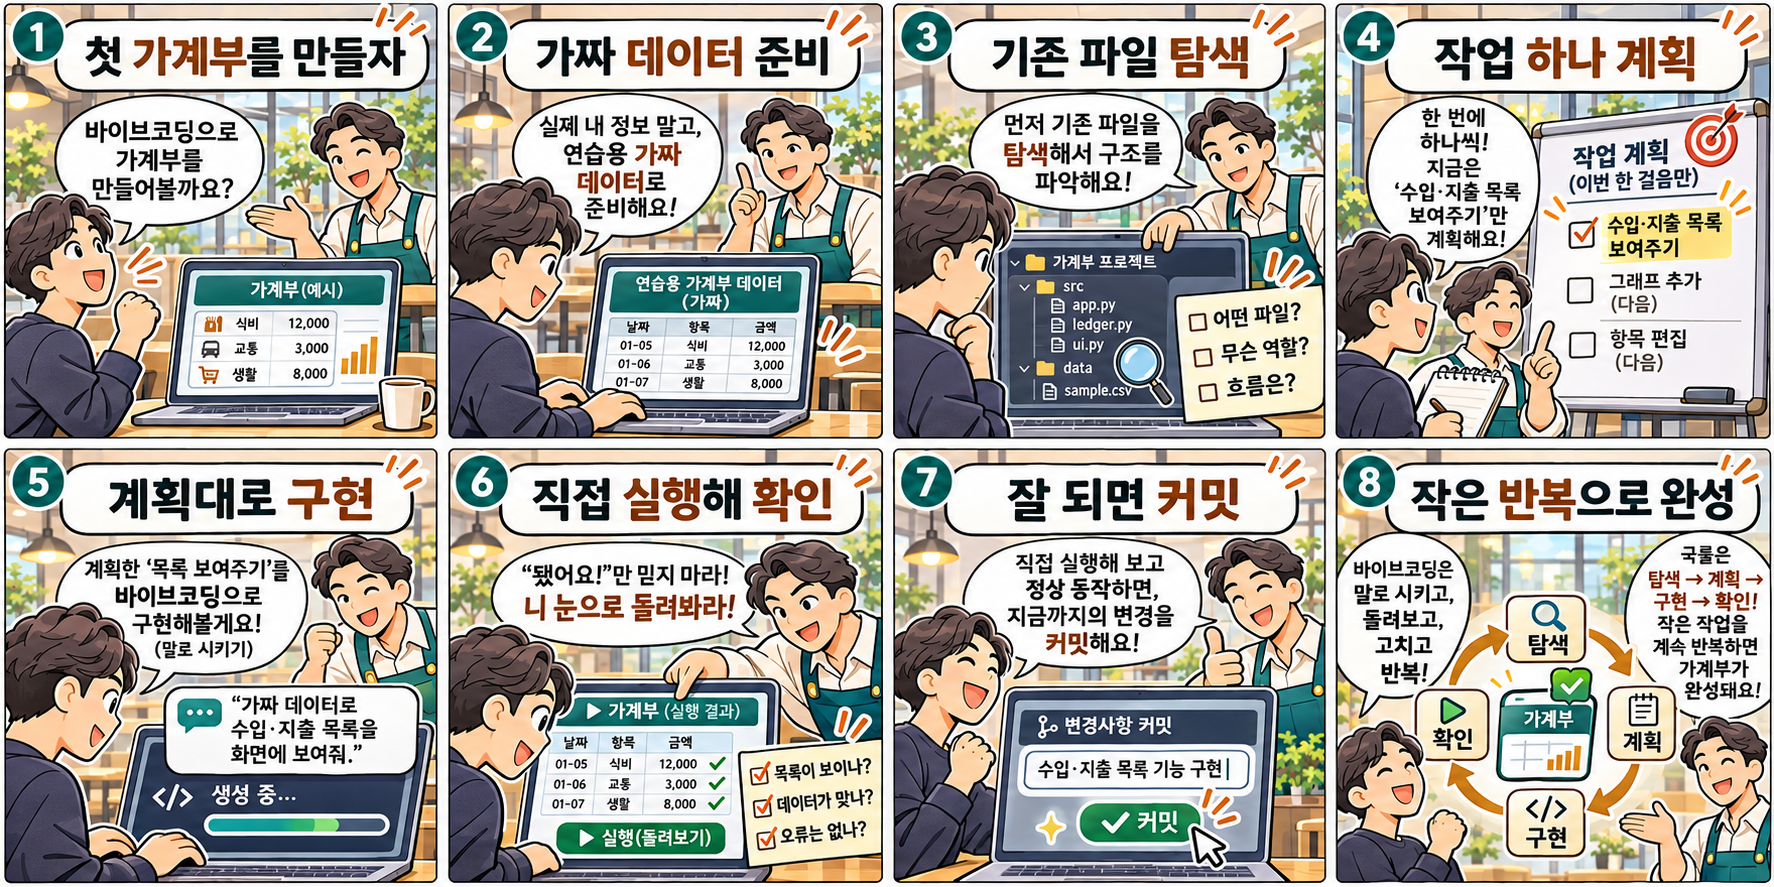 1
첫 가계부를 만들자
바이브코딩으로
가계부를
만들어볼까요?
가계부 (예시)
식비 12,000
교통 3,000
생활 8,000
2
가짜 데이터 준비
실제 내 정보 말고,
연습용 가짜
데이터로
준비해요!
연습용 가계부 데이터
(가짜)
날짜 항목 금액
01-05 식비 12,000
01-06 교통 3,000
01-07 생활 8,000
3
기존 파일 탐색
먼저 기존 파일을
탐색해서 구조를
파악해요!
가계부 프로젝트
src
app.py
ledger.py
ui.py
data
sample.csv
어떤 파일?
무슨 역할?
흐름은?
4
작업 하나 계획
한 번에
하나씩!
지금은
‘수입·지출 목록
보여주기’만
계획해요!
작업 계획
(이번 한 걸음만)
수입·지출 목록
보여주기
그래프 추가
(다음)
항목 편집
(다음)
5
계획대로 구현
계획한 ‘목록 보여주기’를
바이브코딩으로
구현해볼게요!
(말로 시키기)
“가짜 데이터로
수입·지출 목록을
화면에 보여줘.”
</> 생성 중...
6
직접 실행해 확인
“됐어요!”만 믿지 마라!
니 눈으로 돌려봐라!
▶ 가계부 (실행 결과)
날짜 항목 금액
01-05 식비 12,000 ✓
01-06 교통 3,000 ✓
01-07 생활 8,000 ✓
▶ 실행(돌려보기)
목록이 보이나?
데이터가 맞나?
오류는 없나?
7
잘 되면 커밋
직접 실행해 보고
정상 동작하면,
지금까지의 변경을
커밋해요!
변경사항 커밋
수입·지출 목록 기능 구현
✓ 커밋
8
작은 반복으로 완성
바이브코딩은
말로 시키고,
돌려보고,
고치고
반복!
국룰은
탐색 → 계획 →
구현 → 확인!
작은 작업을
계속 반복하면
가계부가
완성돼요!
탐색
계획
</>
구현
확인
가계부